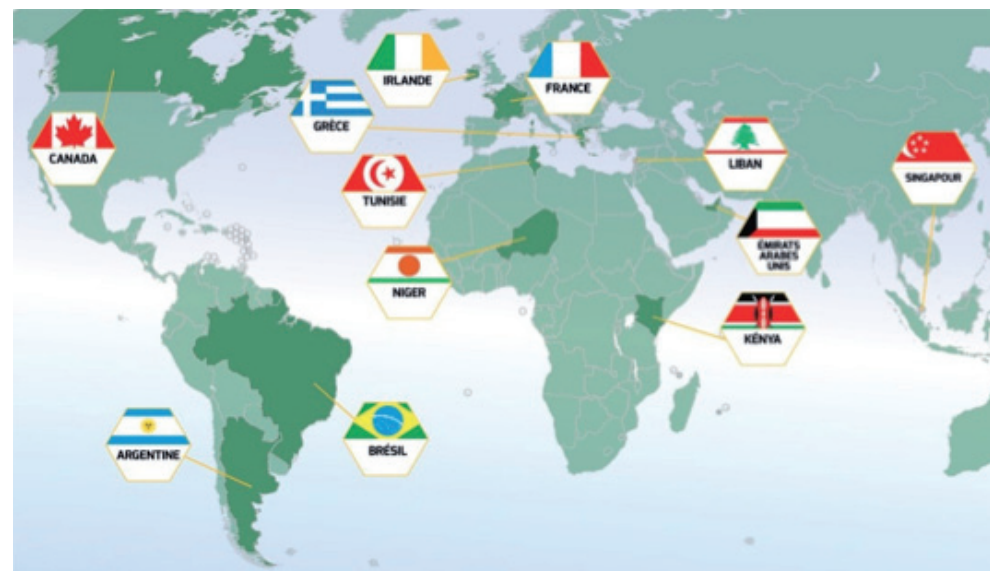 IRLANDE
FRANCE
GRÈCE
CANADA
LIBAN
SINGAPOUR
TUNISIE
ÉMIRATS
ARABES
UNIS
NIGER
KÉNYA
BRÉSIL
ARGENTINE